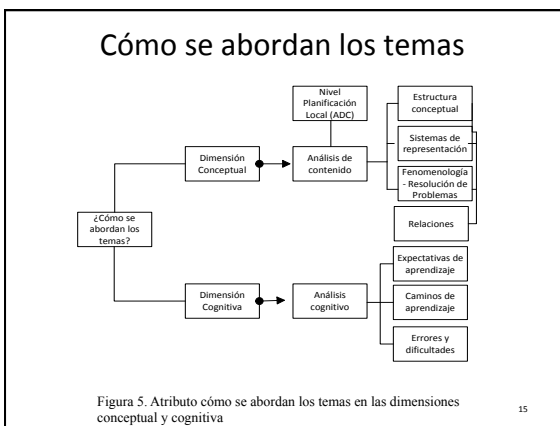 Cómo se abordan los temas
Nivel
Planificación
Local (ADC)
Estructura
conceptual
Dimensión
Conceptual
Análisis de
contenido
Sistemas de
representación
Fenomenología
- Resolución de
Problemas
¿Cómo se
abordan los
temas?
Relaciones
Expectativas de
aprendizaje
Dimensión
Cognitiva
Análisis
cognitivo
Caminos de
aprendizaje
Errores y
dificultades
Figura 5. Atributo cómo se abordan los temas en las dimensiones
conceptual y cognitiva
15